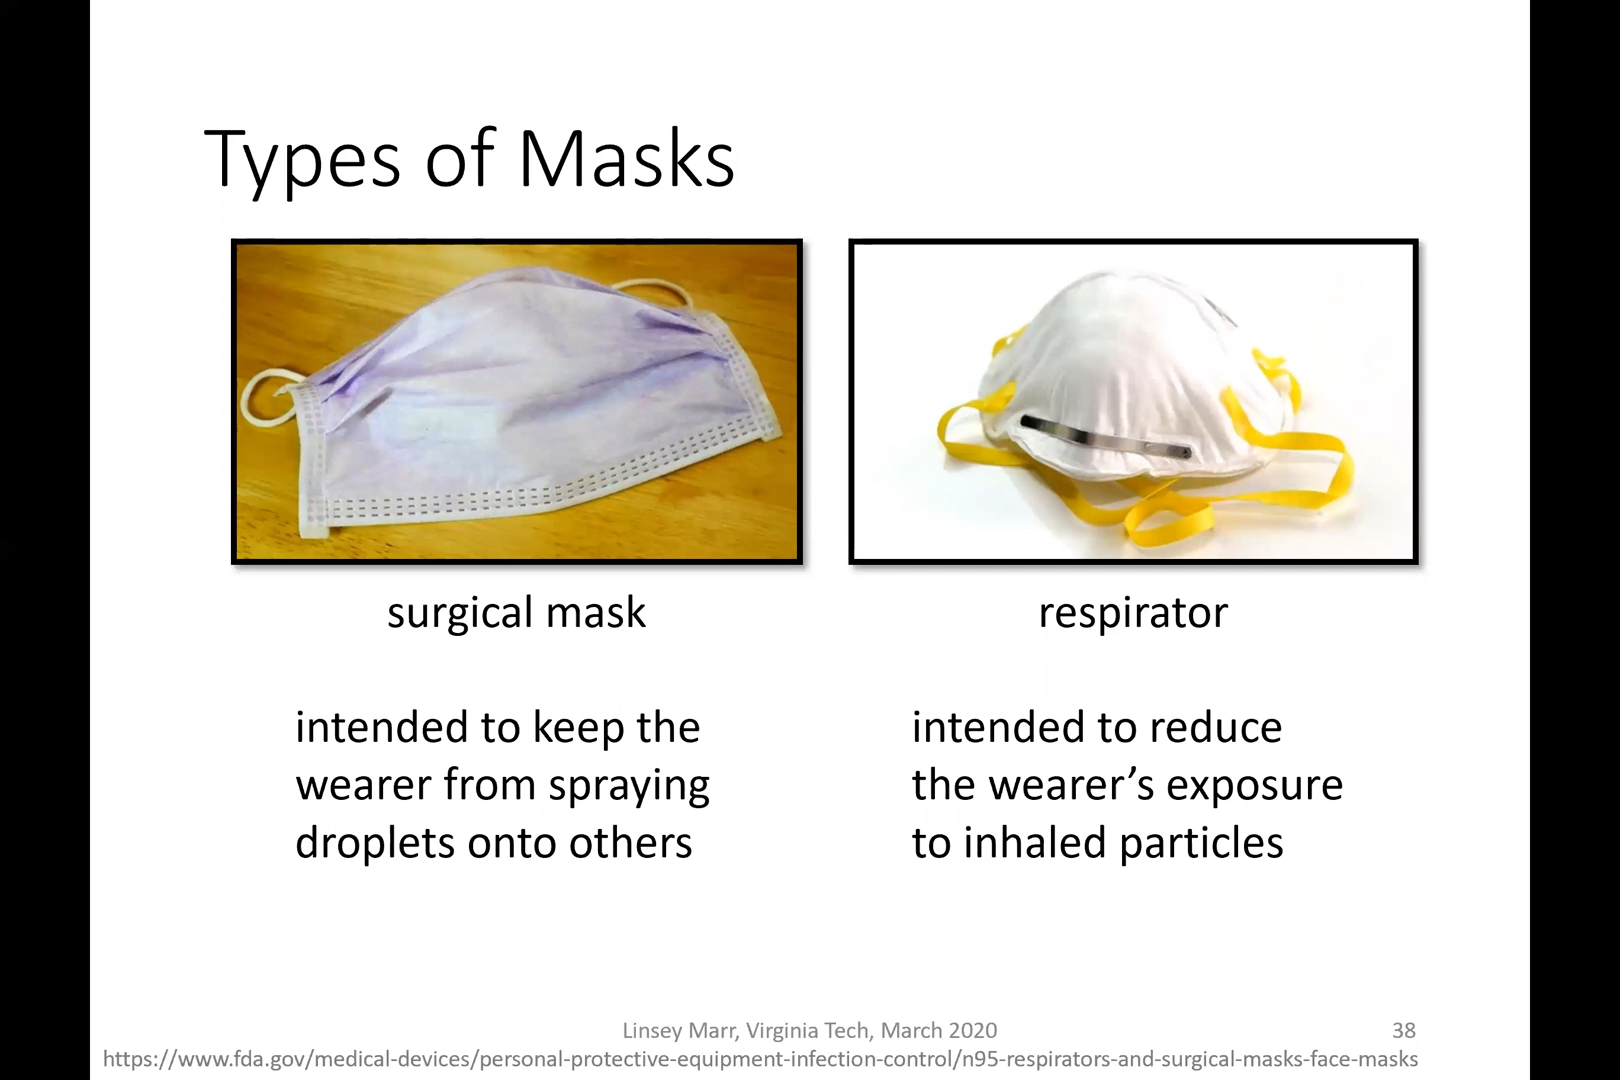 Types of Masks
surgical mask
intended to keep the
wearer from spraying
droplets onto others
respirator
intended to reduce
the wearer’s exposure
to inhaled particles
Linsey Marr, Virginia Tech, March 2020
38
https://www.fda.gov/medical-devices/personal-protective-equipment-infection-control/n95-respirators-and-surgical-masks-face-masks